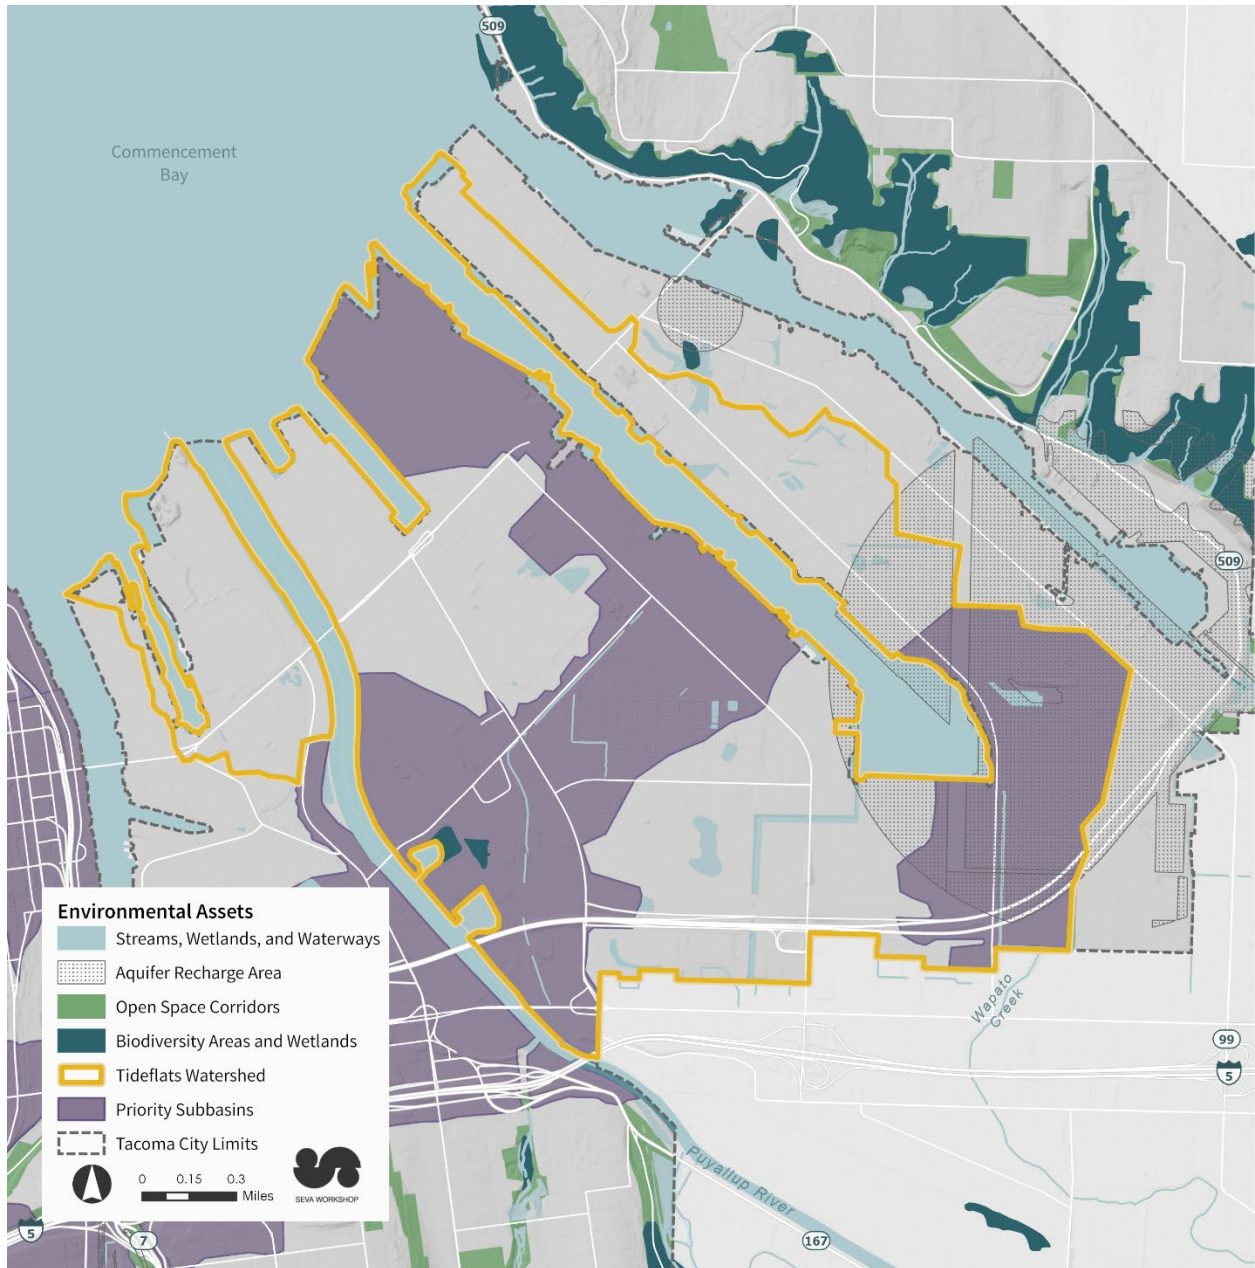 509
Commencement
Bay
509
Environmental Assets
Streams, Wetlands, and Waterways
Aquifer Recharge Area
Open Space Corridors
Biodiversity Areas and Wetlands
Tideflats Watershed
Priority Subbasins
Tacoma City Limits
0 0.15 0.3
Miles
SEVA WORKSHOP
Wapato
Creek
99
5
Puyallup River
5
7
167